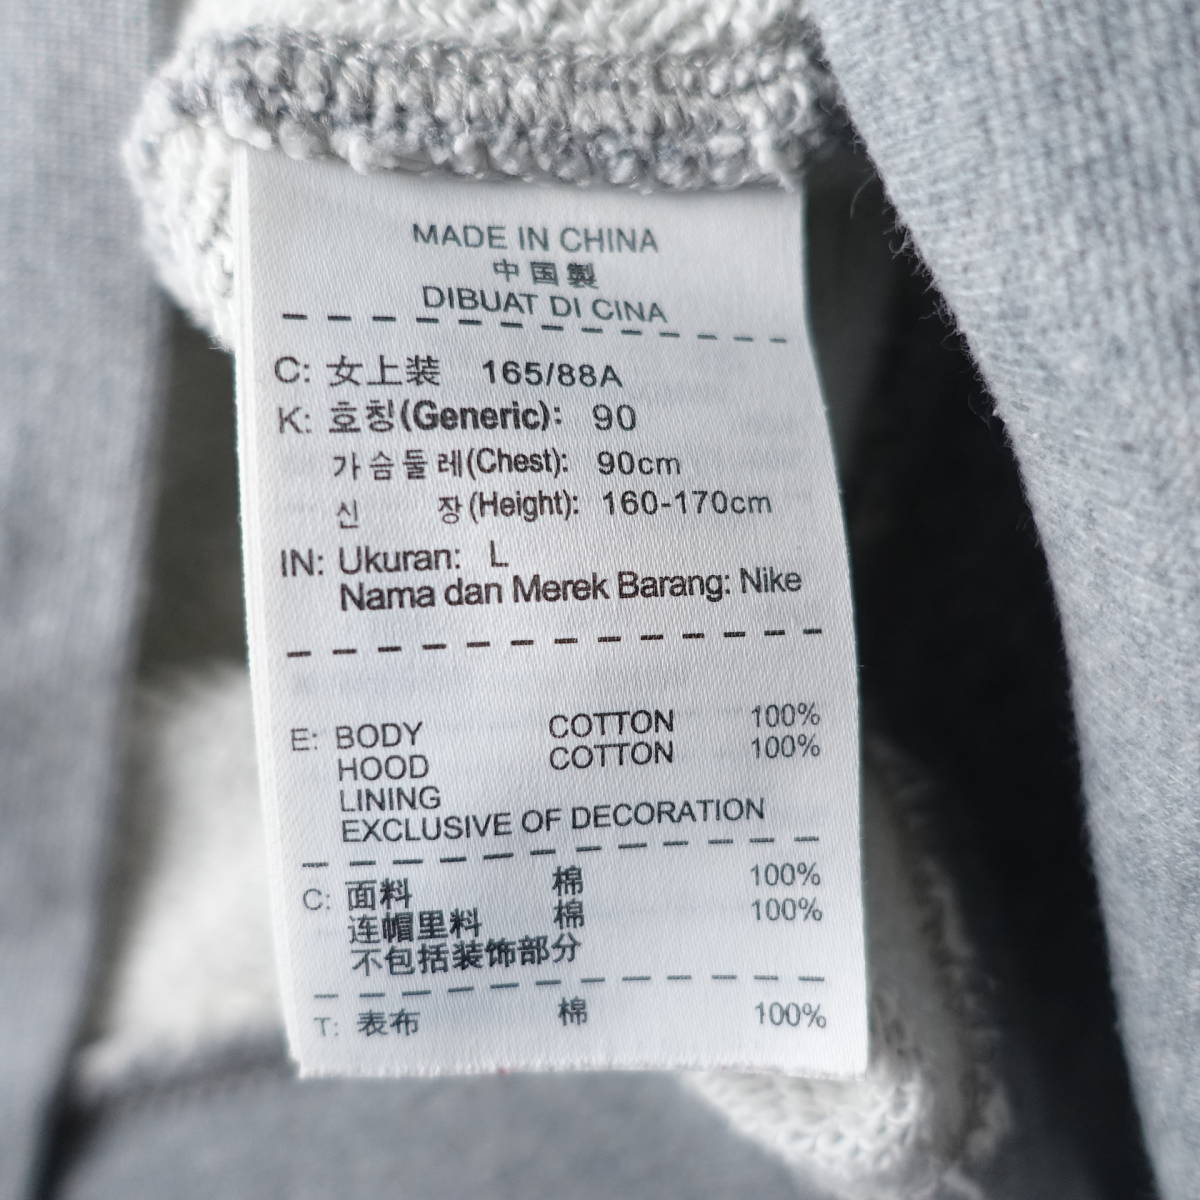 MADE IN CHINA
中国製
DIBUAT DI CINA
C: 女上装 165/88A
K: 호칭(Generic): 90
가슴둘레(Chest): 90cm
신 장(Height): 160-170cm
IN: Ukuran: L
Nama dan Merek Barang: Nike
E: BODY COTTON 100%
HOOD COTTON 100%
LINING
EXCLUSIVE OF DECORATION
C: 面料 棉 100%
连帽里料 棉 100%
不包括装饰部分
T: 表布 棉 100%